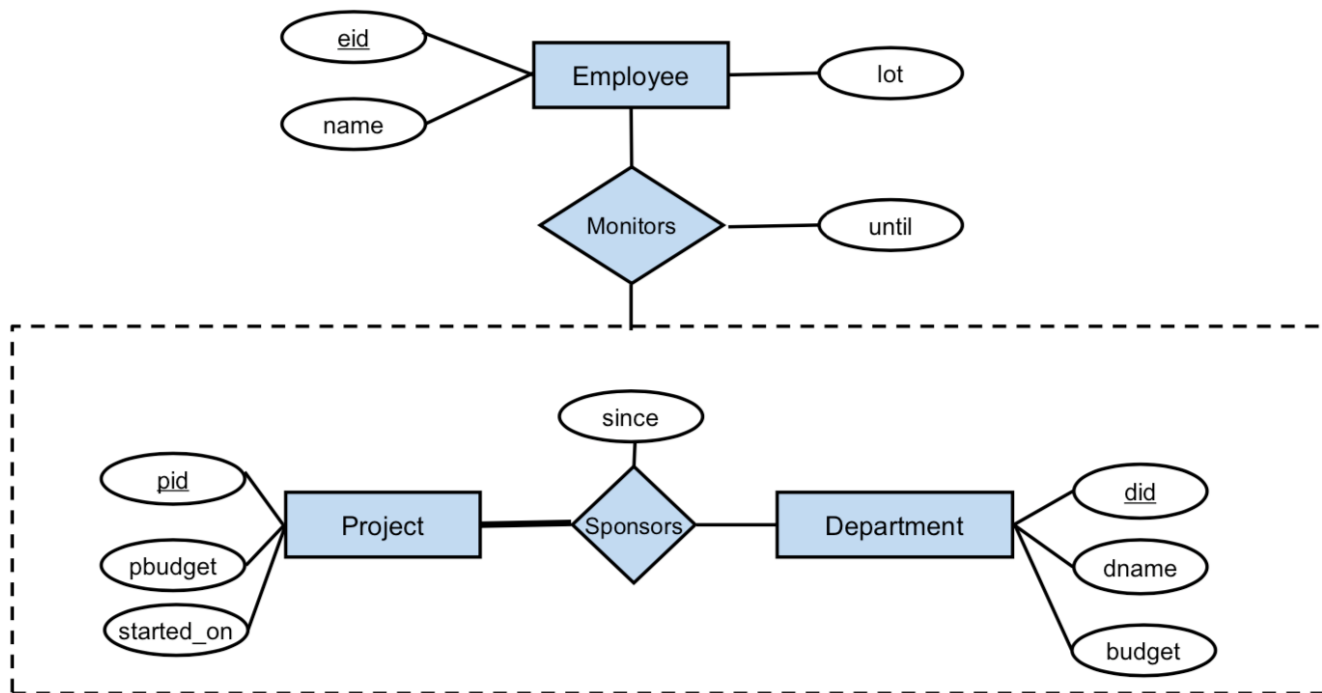 eid
Employee
lot
name
Monitors
until
since
pid
did
Project
Sponsors
Department
pbudget
dname
started_on
budget